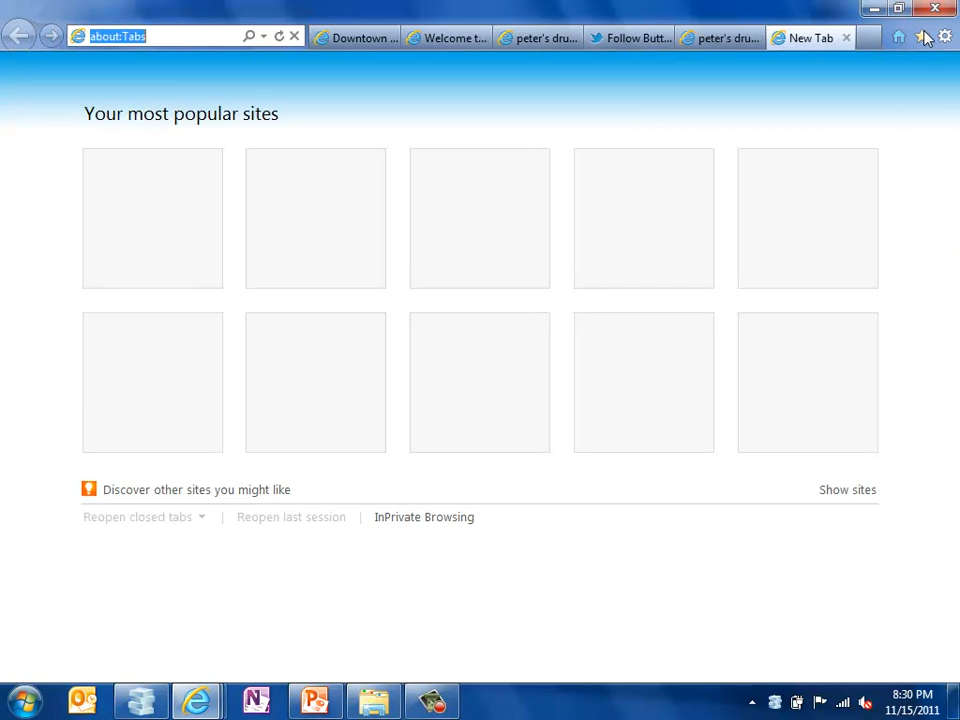 about:Tabs
Downtown ...
Welcome t...
peter's dru...
Follow Butt...
peter's dru...
New Tab
Your most popular sites
Discover other sites you might like
Show sites
Reopen closed tabs | Reopen last session | InPrivate Browsing
8:30 PM
11/15/2011